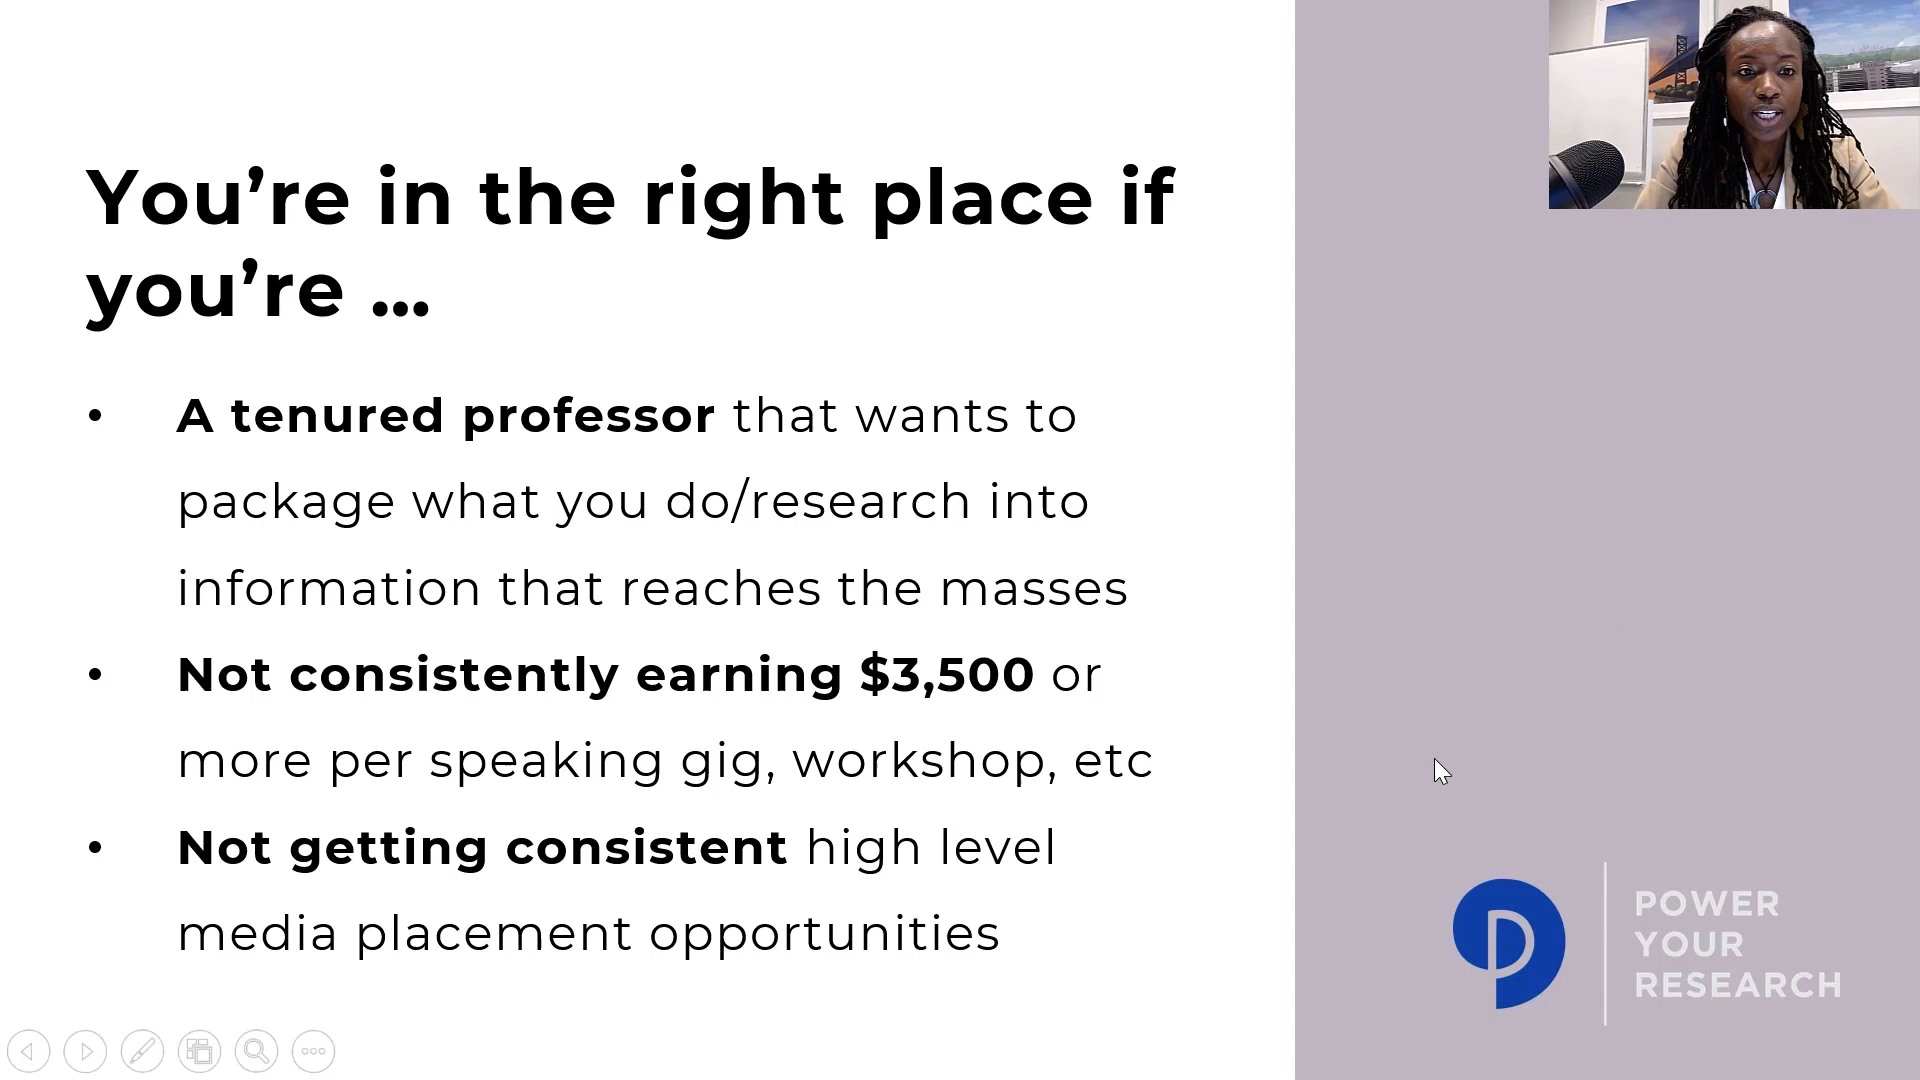 You’re in the right place if
you’re ...
• A tenured professor that wants to
package what you do/research into
information that reaches the masses
• Not consistently earning $3,500 or
more per speaking gig, workshop, etc
• Not getting consistent high level
media placement opportunities
POWER
YOUR
RESEARCH